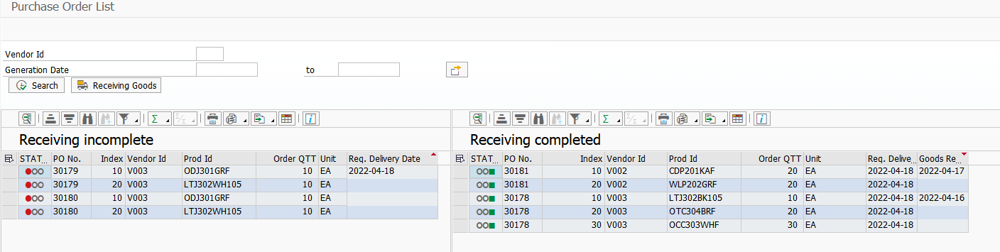 Purchase Order List
Vendor Id
Generation Date to
Search Receiving Goods
Receiving incomplete
STAT... PO No. Index Vendor Id Prod Id Order QTT Unit Req. Delivery Date
30179 10 V003 ODJ301GRF 10 EA 2022-04-18
30179 20 V003 LTJ302WH105 10 EA
30180 10 V003 ODJ301GRF 10 EA
30180 20 V003 LTJ302WH105 10 EA
Receiving completed
STAT... PO No. Index Vendor Id Prod Id Order QTT Unit Req. Delive... Goods Re...
30181 10 V002 CDP201KAF 20 EA 2022-04-18 2022-04-17
30181 20 V002 WLP202GRF 20 EA 2022-04-18
30178 10 V003 LTJ302BK105 10 EA 2022-04-18 2022-04-16
30178 20 V003 OTC304BRF 20 EA 2022-04-18
30178 30 V003 OCC303WHF 30 EA 2022-04-18